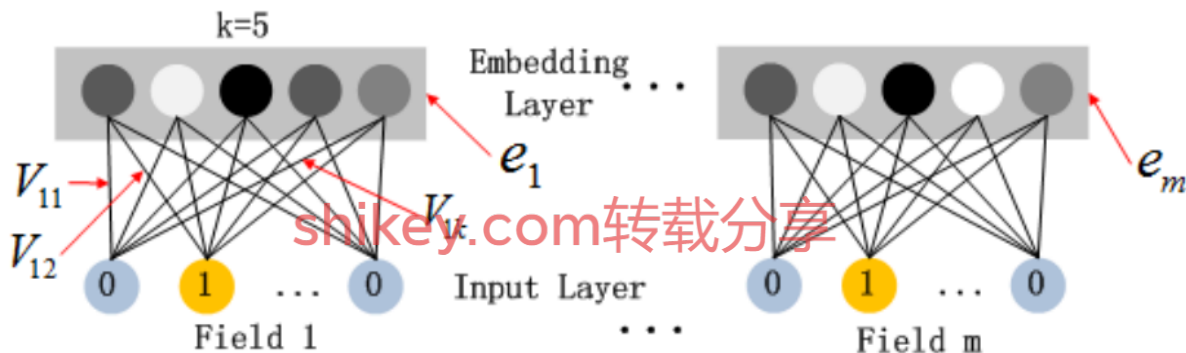 k=5
Embedding
Layer
...
e1
em
V11
V12
V1k
shikey.com转载分享
0 1 ... 0
Input Layer
0 1 ... 0
Field 1
...
Field m